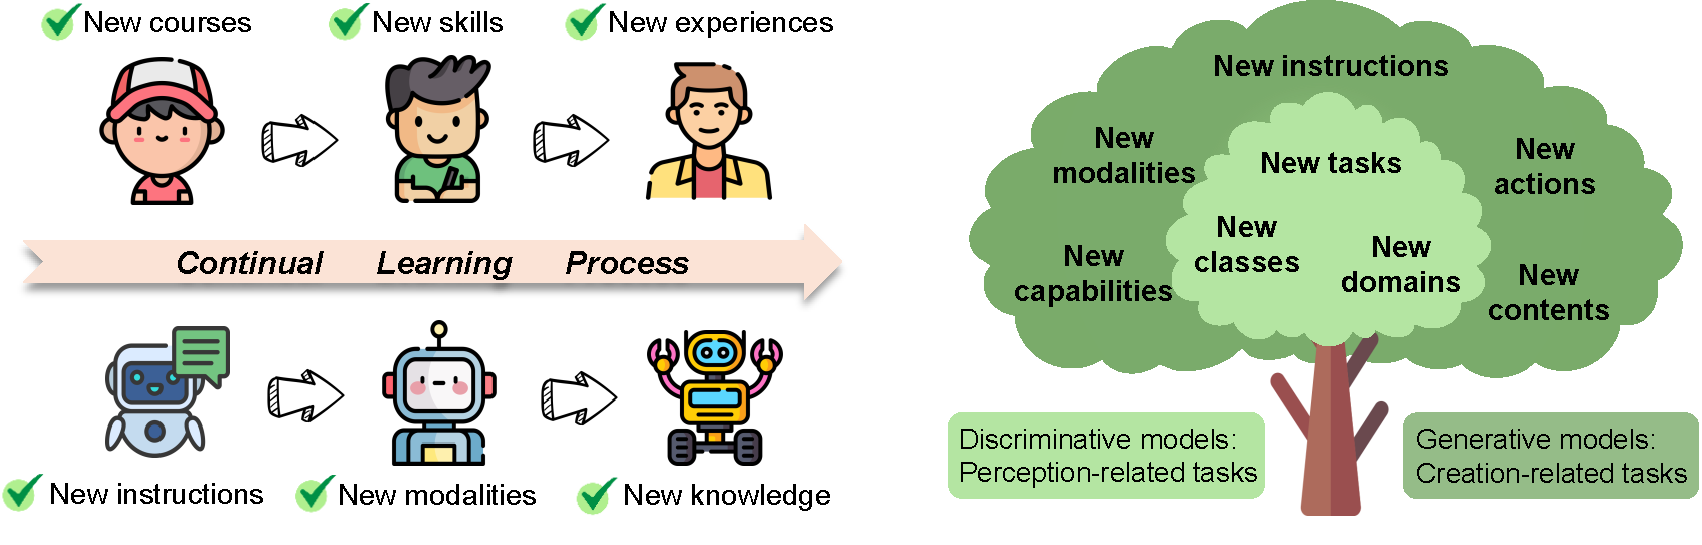 New courses
New skills
New experiences
Continual Learning Process
New instructions
New modalities
New knowledge
New instructions
New
modalities
New tasks
New
actions
New
classes
New
domains
New
capabilities
New
contents
Discriminative models:
Perception-related tasks
Generative models:
Creation-related tasks